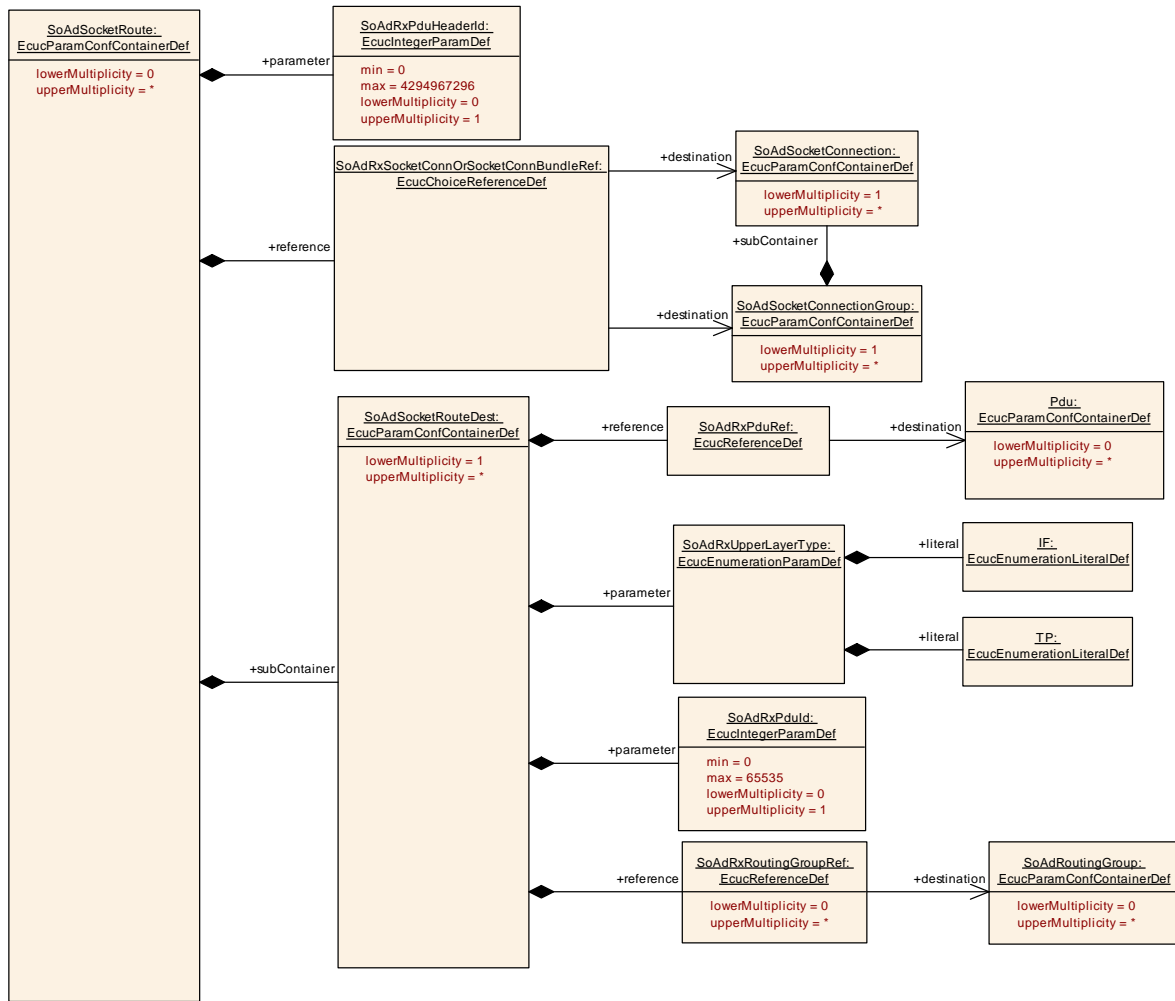 SoAdSocketRoute:
EcucParamConfContainerDef
lowerMultiplicity = 0
upperMultiplicity = *
+parameter
SoAdRxPduHeaderId:
EcucIntegerParamDef
min = 0
max = 4294967296
lowerMultiplicity = 0
upperMultiplicity = 1
+reference
SoAdRxSocketConnOrSocketConnBundleRef:
EcucChoiceReferenceDef
+destination
SoAdSocketConnection:
EcucParamConfContainerDef
lowerMultiplicity = 1
upperMultiplicity = *
+subContainer
+destination
SoAdSocketConnectionGroup:
EcucParamConfContainerDef
lowerMultiplicity = 1
upperMultiplicity = *
+subContainer
SoAdSocketRouteDest:
EcucParamConfContainerDef
lowerMultiplicity = 1
upperMultiplicity = *
+reference
SoAdRxPduRef:
EcucReferenceDef
+destination
Pdu:
EcucParamConfContainerDef
lowerMultiplicity = 0
upperMultiplicity = *
+parameter
SoAdRxUpperLayerType:
EcucEnumerationParamDef
+literal
IF:
EcucEnumerationLiteralDef
+literal
TP:
EcucEnumerationLiteralDef
+parameter
SoAdRxPduId:
EcucIntegerParamDef
min = 0
max = 65535
lowerMultiplicity = 0
upperMultiplicity = 1
+reference
SoAdRxRoutingGroupRef:
EcucReferenceDef
lowerMultiplicity = 0
upperMultiplicity = *
+destination
SoAdRoutingGroup:
EcucParamConfContainerDef
lowerMultiplicity = 0
upperMultiplicity = *